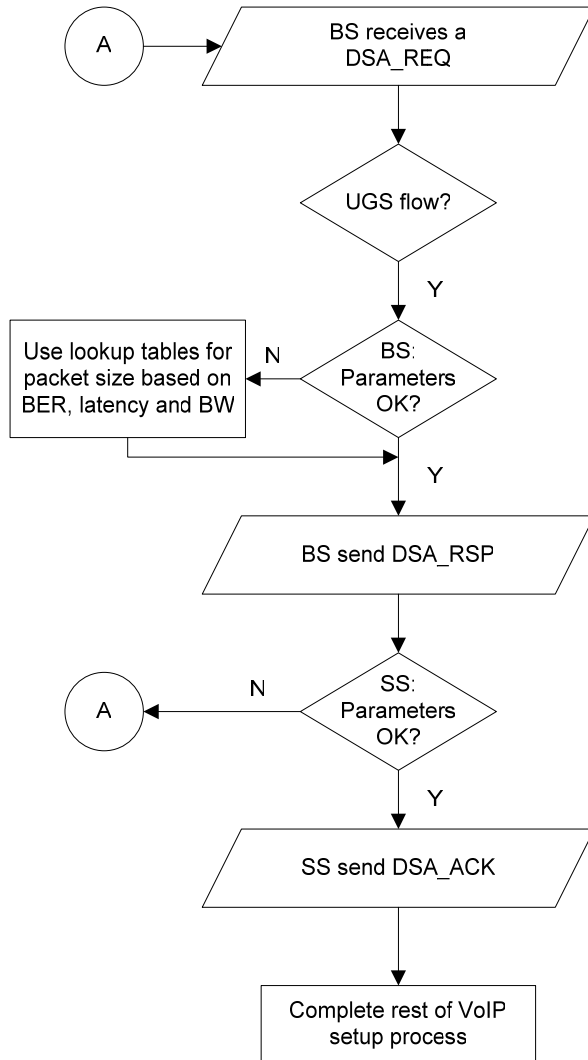 A
BS receives a
DSA_REQ
UGS flow?
Y
BS:
Parameters
OK?
N
Use lookup tables for
packet size based on
BER, latency and BW
Y
BS send DSA_RSP
SS:
Parameters
OK?
N
A
Y
SS send DSA_ACK
Complete rest of VoIP
setup process